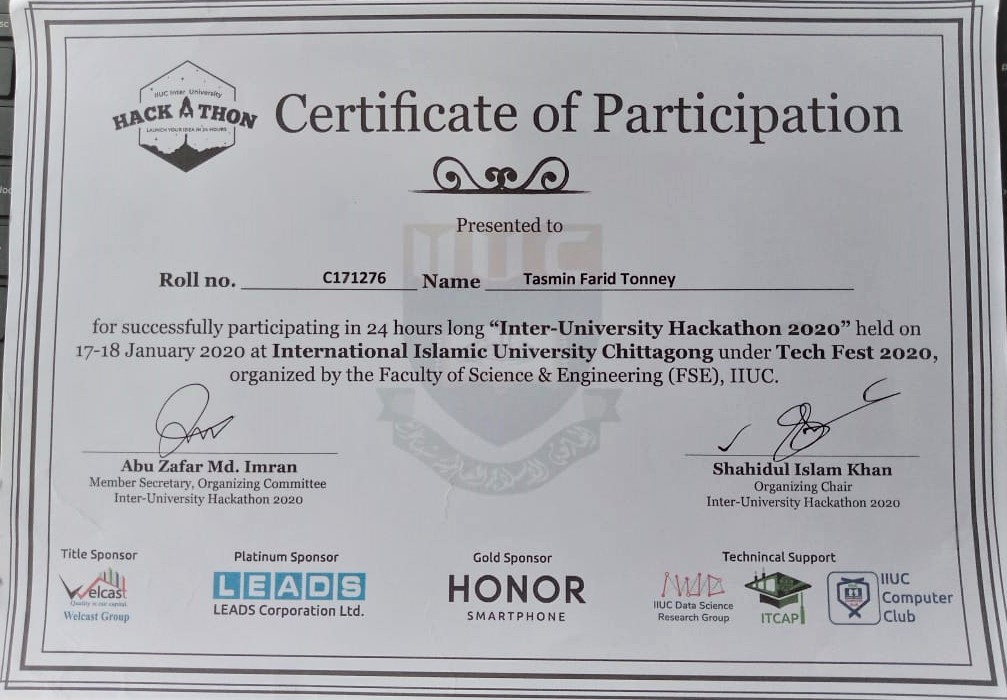 IIUC Inter University
HACK A THON
LAUNCH YOUR IDEA IN 24 HOURS
Certificate of Participation
Presented to
Roll no. C171276 Name Tasmin Farid Tonney
for successfully participating in 24 hours long “Inter-University Hackathon 2020” held on
17-18 January 2020 at International Islamic University Chittagong under Tech Fest 2020,
organized by the Faculty of Science & Engineering (FSE), IIUC.
IIUC
Abu Zafar Md. Imran
Member Secretary, Organizing Committee
Inter-University Hackathon 2020
Shahidul Islam Khan
Organizing Chair
Inter-University Hackathon 2020
Title Sponsor
Welcast
Quality is our capital
Welcast Group
Platinum Sponsor
LEADS
LEADS Corporation Ltd.
Gold Sponsor
HONOR
SMARTPHONE
Technincal Support
IIUC Data Science
Research Group
ITCAP
IIUC
Computer
Club